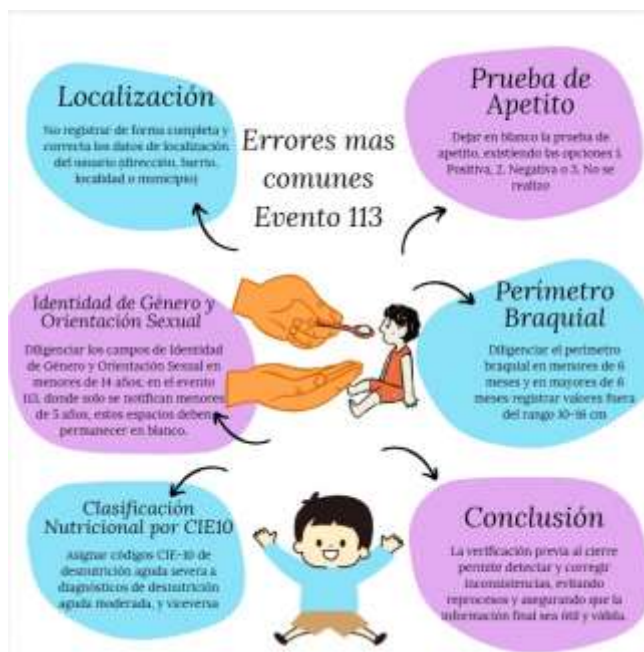 Localización
No registrar de forma completa y
correcta los datos de localización
del usuario (dirección, barrio,
localidad o municipio)
Errores mas
comunes
Evento 113
Prueba de
Apetito
Dejar en blanco la prueba de
apetito, existiendo las opciones 1.
Positiva, 2. Negativa o 3. No se
realizo
Identidad de Género y
Orientación Sexual
Diligenciar los campos de Identidad
de Género y Orientación Sexual en
menores de 14 años, en el evento
113, donde solo se notifican menores
de 5 años, estos espacios deben
permanecer en blanco.
Perímetro
Braquial
Diligenciar el perimetro
braquial en menores de 6
meses y en mayores de 6
meses registrar valores fuera
del rango 10-16 cm
Clasificación
Nutricional por CIE10
Asignar códigos CIE-10 de
desnutrición aguda severa a
diagnósticos de desnutrición
aguda moderada, y viceversa
Conclusión
La verificación previa al cierre
permite detectar y corregir
inconsistencias, evitando
reprocesos y asegurando que la
información final sea útil y válida.